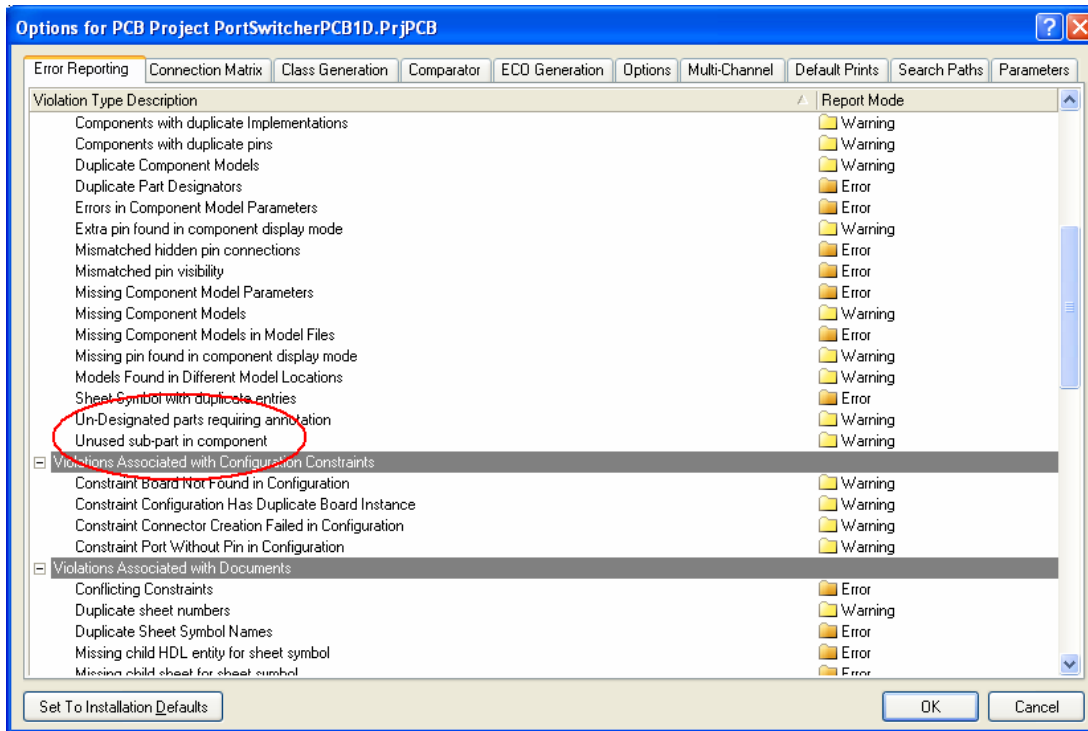 Options for PCB Project PortSwitcherPCB1D.PrjPCB
Error Reporting Connection Matrix Class Generation Comparator ECO Generation Options Multi-Channel Default Prints Search Paths Parameters
Violation Type Description Report Mode
Components with duplicate Implementations Warning
Components with duplicate pins Warning
Duplicate Component Models Warning
Duplicate Part Designators Error
Errors in Component Model Parameters Error
Extra pin found in component display mode Warning
Mismatched hidden pin connections Error
Mismatched pin visibility Error
Missing Component Model Parameters Error
Missing Component Models Warning
Missing Component Models in Model Files Error
Missing pin found in component display mode Warning
Models Found in Different Model Locations Warning
Sheet Symbol with duplicate entries Error
Un-Designated parts requiring annotation Warning
Unused sub-part in component Warning
Violations Associated with Configuration Constraints
Constraint Board Not Found in Configuration Warning
Constraint Configuration Has Duplicate Board Instance Warning
Constraint Connector Creation Failed in Configuration Warning
Constraint Port Without Pin in Configuration Warning
Violations Associated with Documents
Conflicting Constraints Error
Duplicate sheet numbers Warning
Duplicate Sheet Symbol Names Error
Missing child HDL entity for sheet symbol Error
Missing child sheet for sheet symbol Error
Set To Installation Defaults OK Cancel